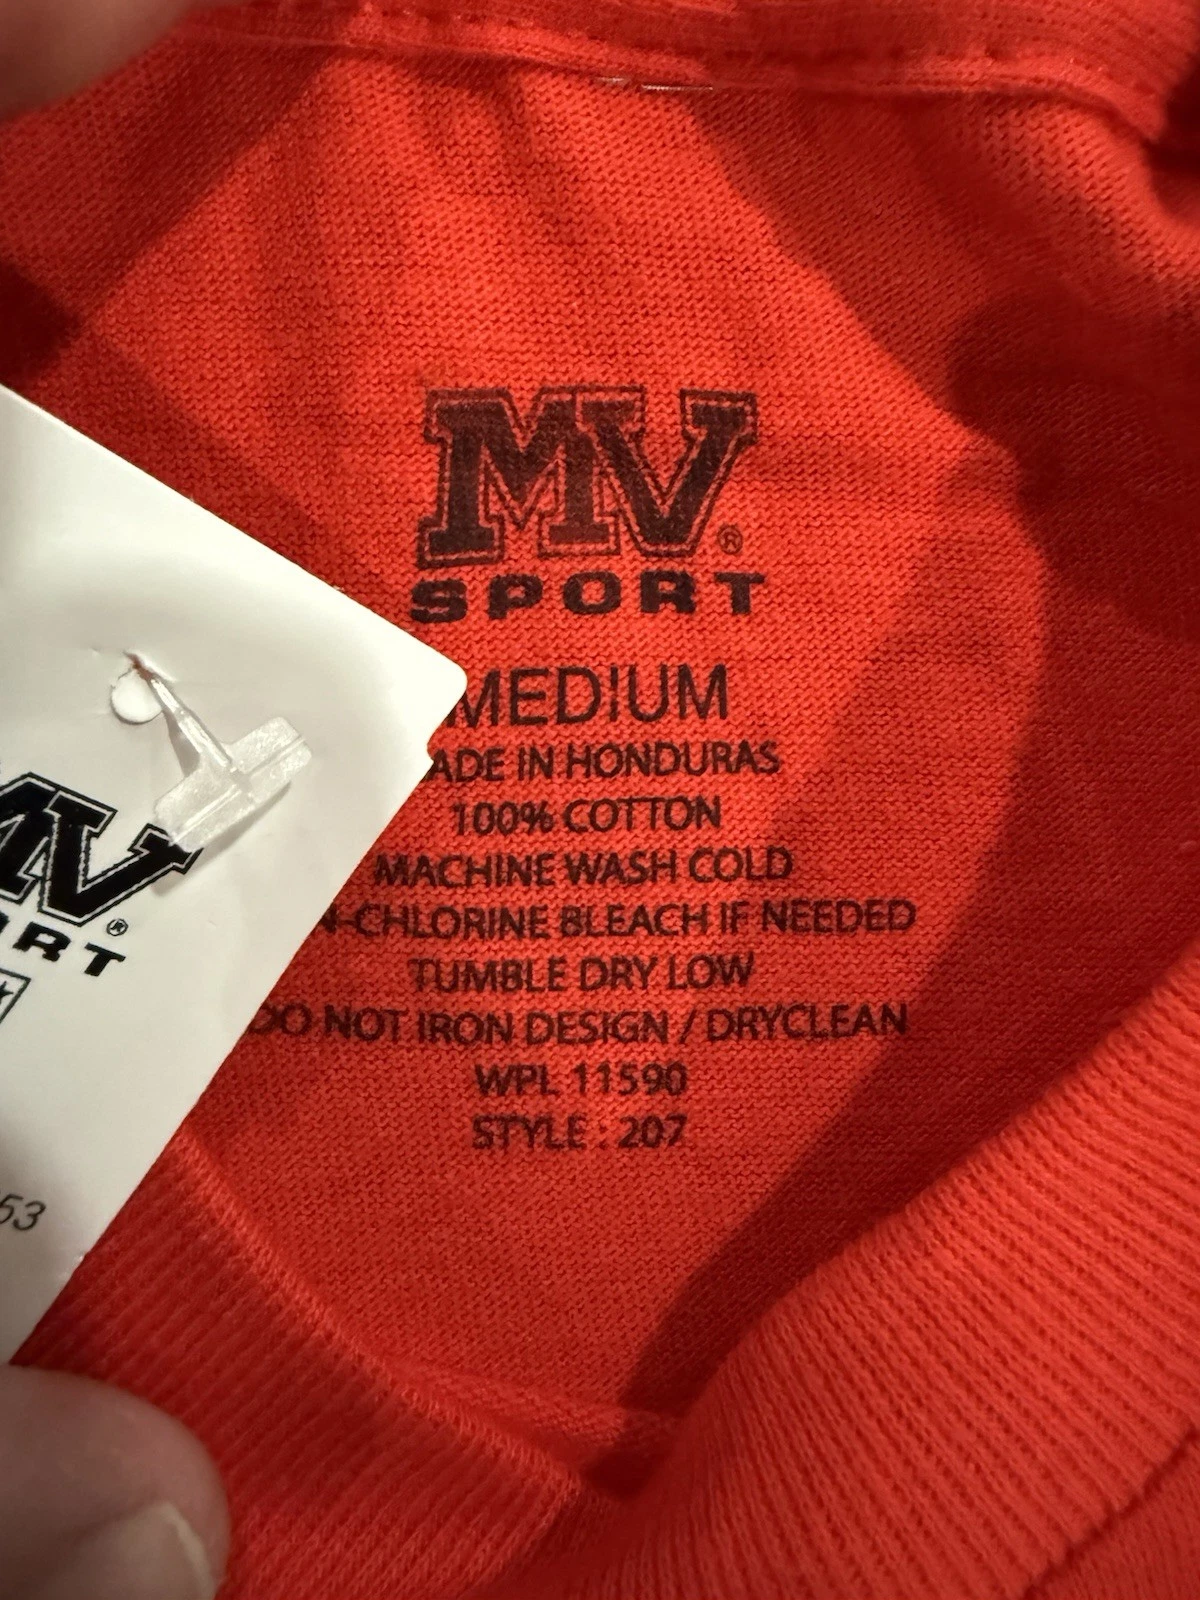 MV®
SPORT
MEDIUM
ADE IN HONDURAS
100% COTTON
MACHINE WASH COLD
N-CHLORINE BLEACH IF NEEDED
TUMBLE DRY LOW
DO NOT IRON DESIGN / DRYCLEAN
WPL 11590
STYLE : 207
MV®
ORT
53